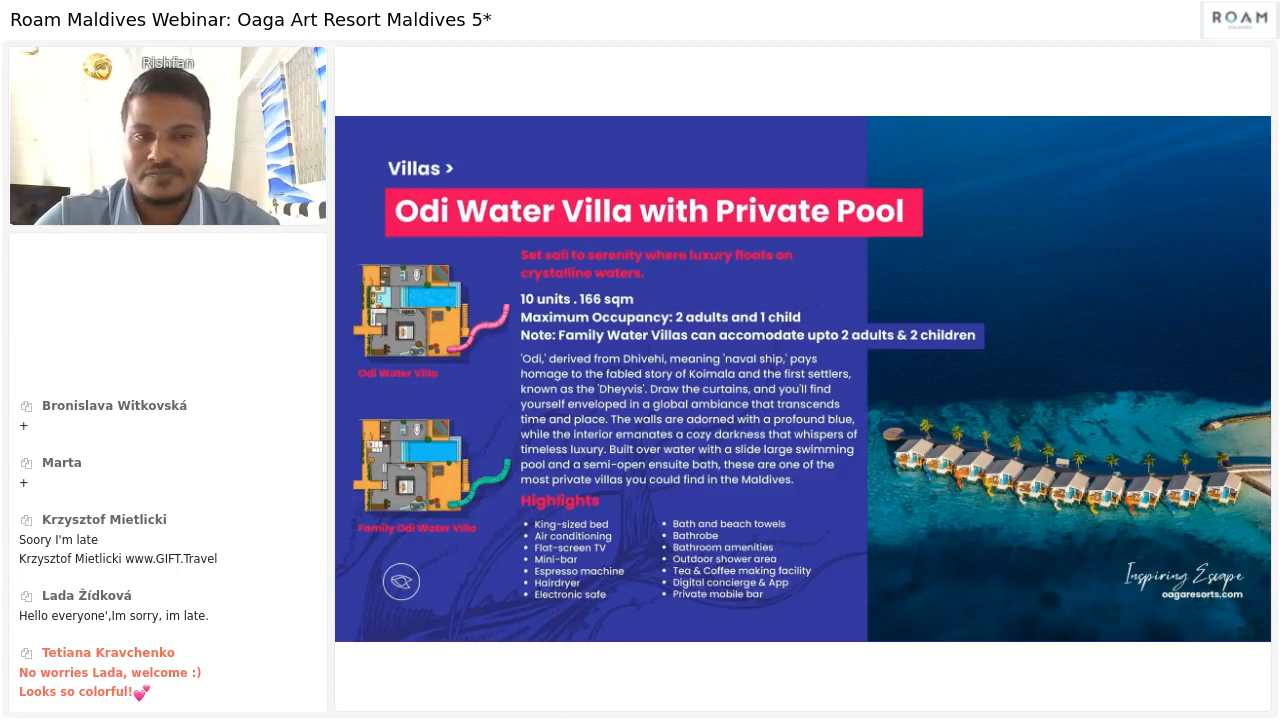 Roam Maldives Webinar: Oaga Art Resort Maldives 5*
ROAM
Rishfan
Bronislava Witkovská
+
Marta
+
Krzysztof Mietlicki
Soory I'm late
Krzysztof Mietlicki www.GIFT.Travel
Lada Žídková
Hello everyone',Im sorry, im late.
Tetiana Kravchenko
No worries Lada, welcome :)
Looks so colorful!💕
Villas >
Odi Water Villa with Private Pool
Set sail to serenity where luxury floats on
crystalline waters.
10 units . 166 sqm
Maximum Occupancy: 2 adults and 1 child
Note: Family Water Villas can accomodate upto 2 adults & 2 children
'Odi,' derived from Dhivehi, meaning 'naval ship,' pays
homage to the fabled story of Koimala and the first settlers,
known as the 'Dheyvis'. Draw the curtains, and you'll find
yourself enveloped in a global ambiance that transcends
time and place. The walls are adorned with a profound blue,
while the interior emanates a cozy darkness that whispers of
timeless luxury. Built over water with a slide large swimming
pool and a semi-open ensuite bath, these are one of the
most private villas you could find in the Maldives.
Odi Water Villa
Family Odi Water Villa
Highlights
• King-sized bed
• Air conditioning
• Flat-screen TV
• Mini-bar
• Espresso machine
• Hairdryer
• Electronic safe
• Bath and beach towels
• Bathrobe
• Bathroom amenities
• Outdoor shower area
• Tea & Coffee making facility
• Digital concierge & App
• Private mobile bar
Inspiring Escape
oagaresorts.com